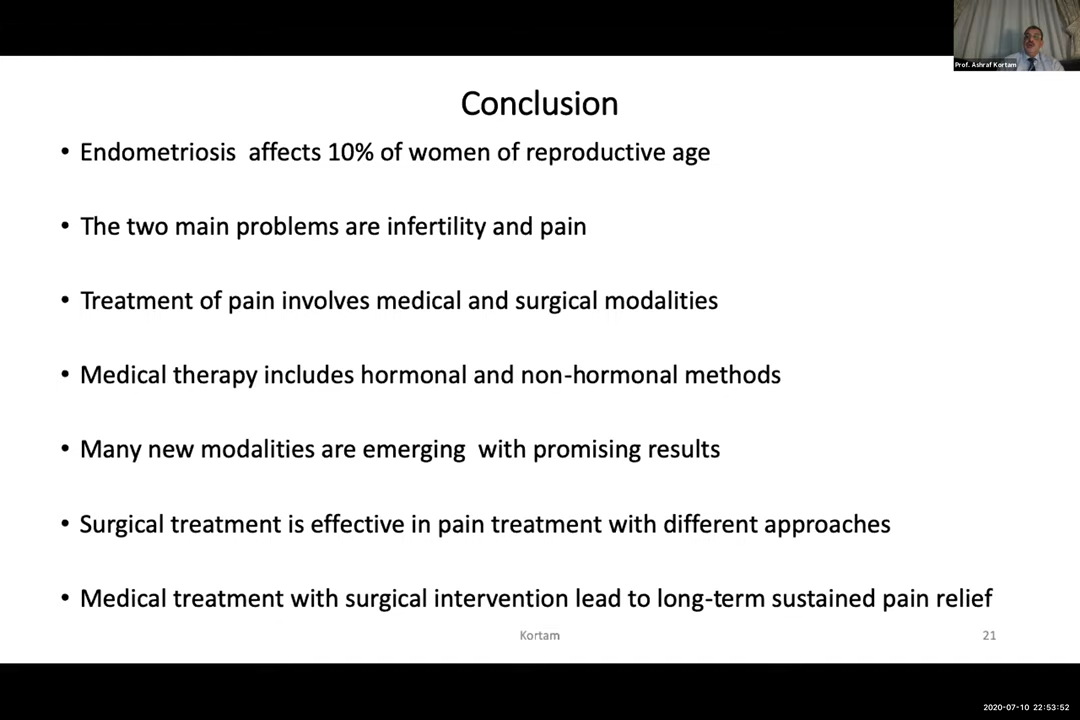 Prof. Ashraf Kortam
Conclusion
• Endometriosis  affects 10% of women of reproductive age
• The two main problems are infertility and pain
• Treatment of pain involves medical and surgical modalities
• Medical therapy includes hormonal and non-hormonal methods
• Many new modalities are emerging  with promising results
• Surgical treatment is effective in pain treatment with different approaches
• Medical treatment with surgical intervention lead to long-term sustained pain relief
Kortam
21
2020-07-10 22:53:52